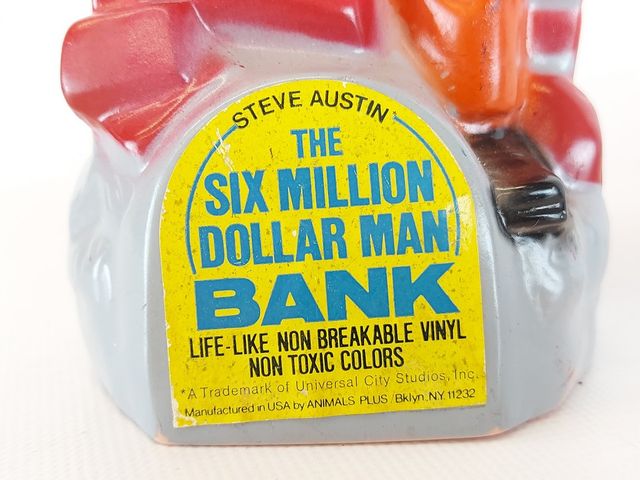 STEVE AUSTIN
THE
SIX MILLION
DOLLAR MAN
BANK
LIFE-LIKE NON BREAKABLE VINYL
NON TOXIC COLORS
*A Trademark of Universal City Studios, Inc.
Manufactured in USA by ANIMALS PLUS /Bklyn. NY. 11232